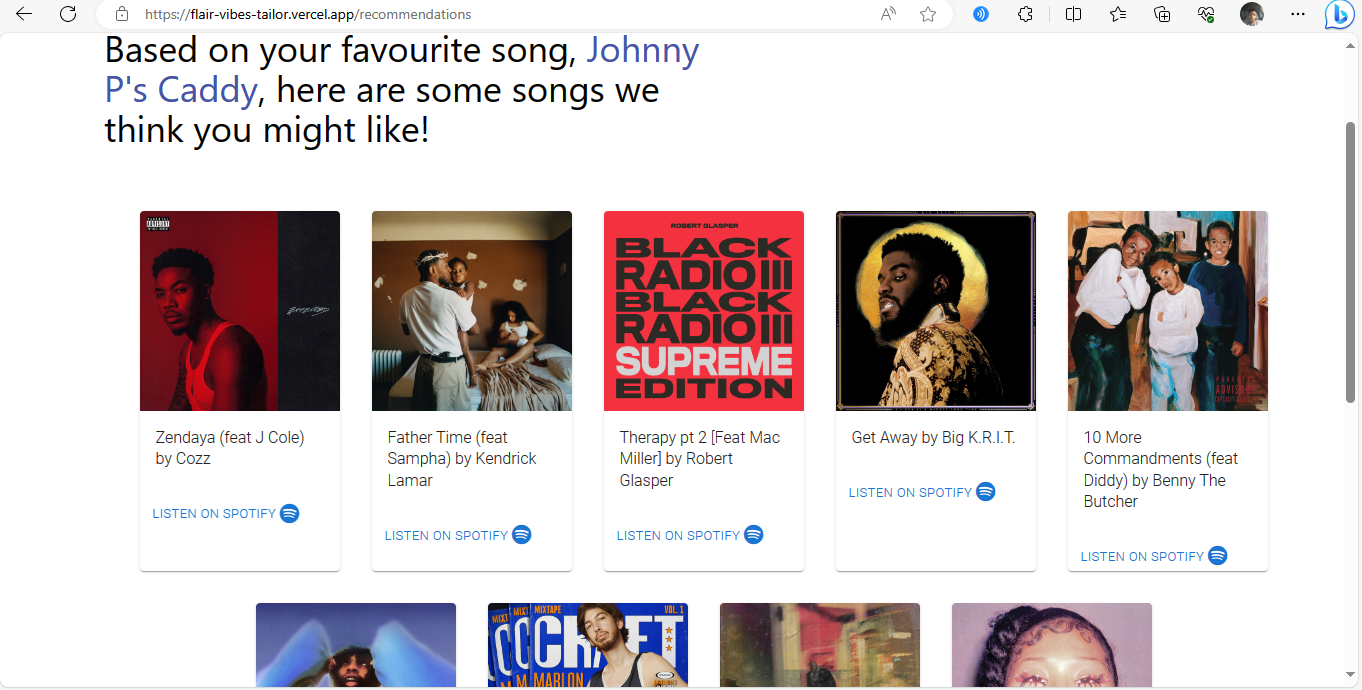 https://flair-vibes-tailor.vercel.app/recommendations
Based on your favourite song, Johnny
P's Caddy, here are some songs we
think you might like!
ROBERT GLASPER
BLACK
RADIO III
BLACK
RADIO III
SUPREME
EDITION
Zendaya (feat J Cole)
by Cozz
LISTEN ON SPOTIFY
Father Time (feat
Sampha) by Kendrick
Lamar
LISTEN ON SPOTIFY
Therapy pt 2 [Feat Mac
Miller] by Robert
Glasper
LISTEN ON SPOTIFY
Get Away by Big K.R.I.T.
LISTEN ON SPOTIFY
10 More
Commandments (feat
Diddy) by Benny The
Butcher
LISTEN ON SPOTIFY
MIXTAPE
VOL. 1
MARLON